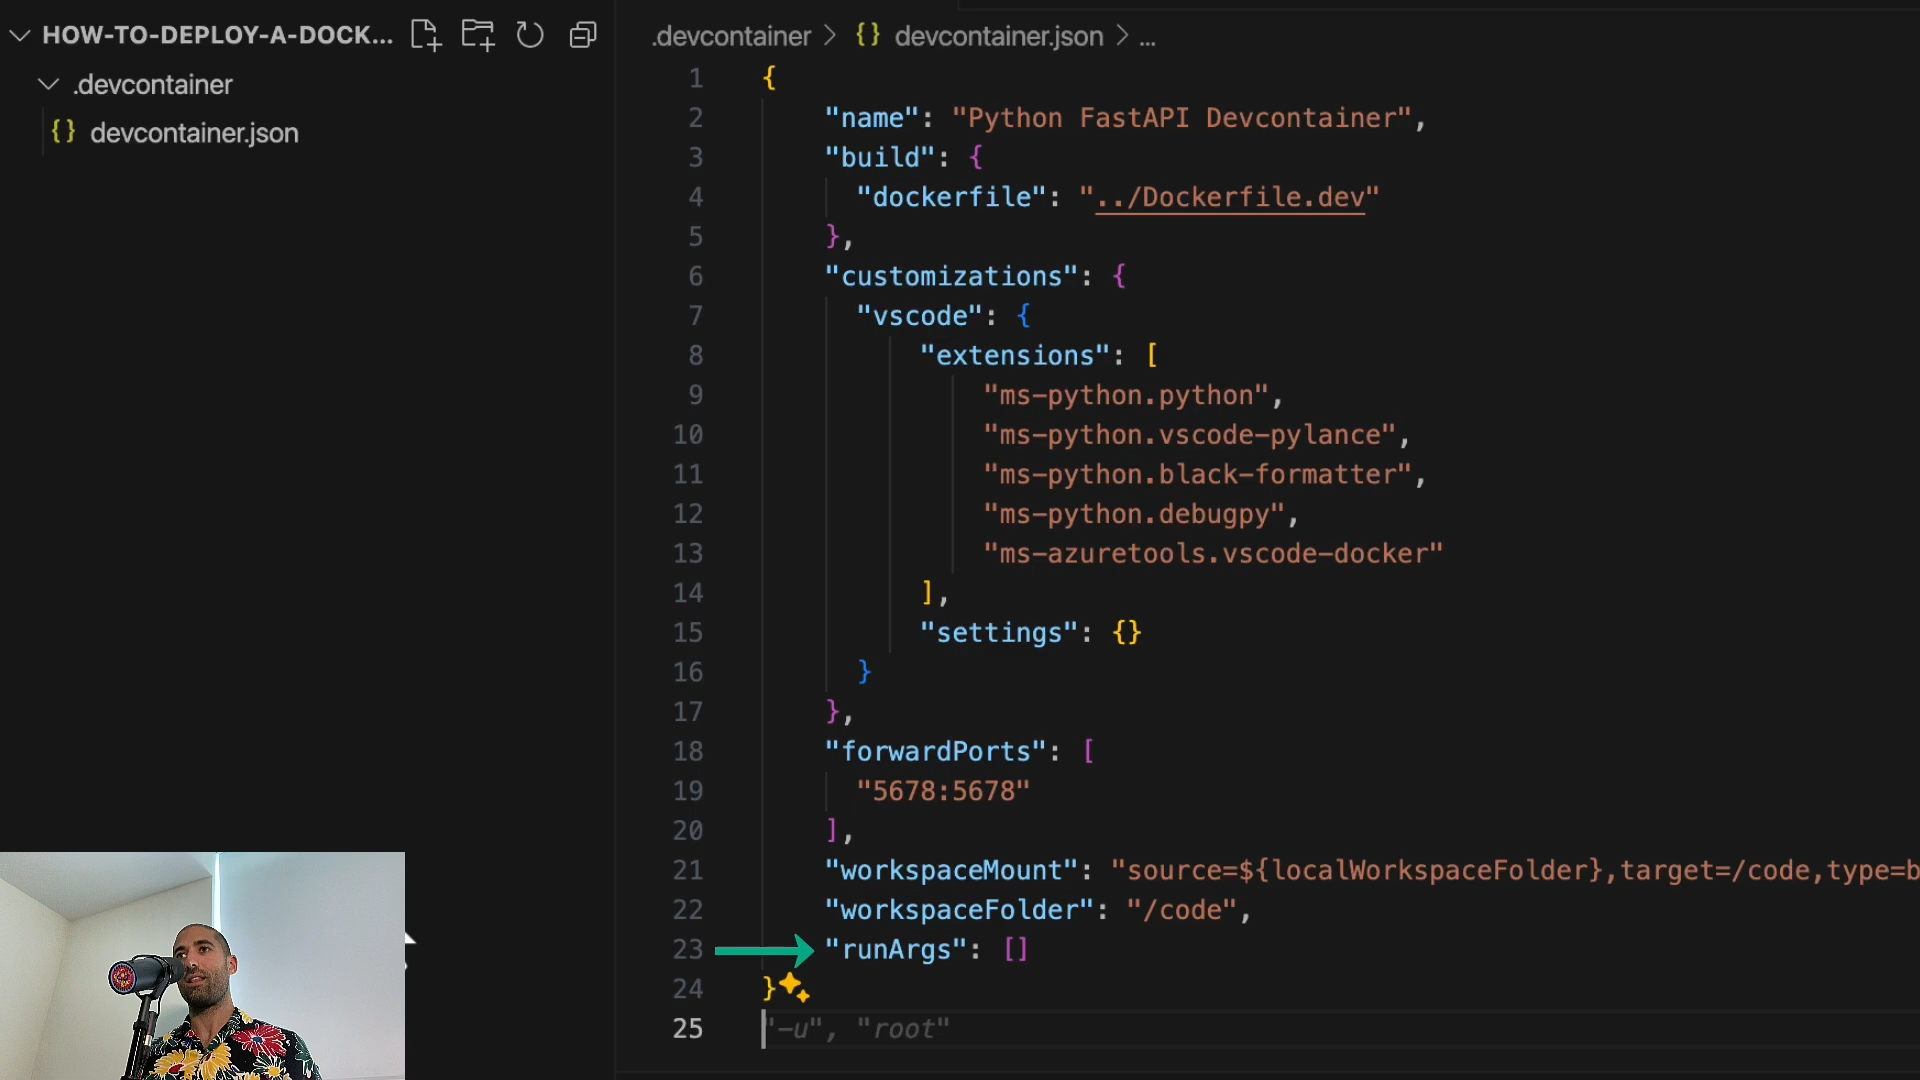 HOW-TO-DEPLOY-A-DOCK...
.devcontainer
{} devcontainer.json
.devcontainer > {} devcontainer.json > ...
1 {
2 "name": "Python FastAPI Devcontainer",
3 "build": {
4 "dockerfile": "../Dockerfile.dev"
5 },
6 "customizations": {
7 "vscode": {
8 "extensions": [
9 "ms-python.python",
10 "ms-python.vscode-pylance",
11 "ms-python.black-formatter",
12 "ms-python.debugpy",
13 "ms-azuretools.vscode-docker"
14 ],
15 "settings": {}
16 }
17 },
18 "forwardPorts": [
19 "5678:5678"
20 ],
21 "workspaceMount": "source=${localWorkspaceFolder},target=/code,type=b
22 "workspaceFolder": "/code",
23 "runArgs": []
24 }
25 "-u", "root"